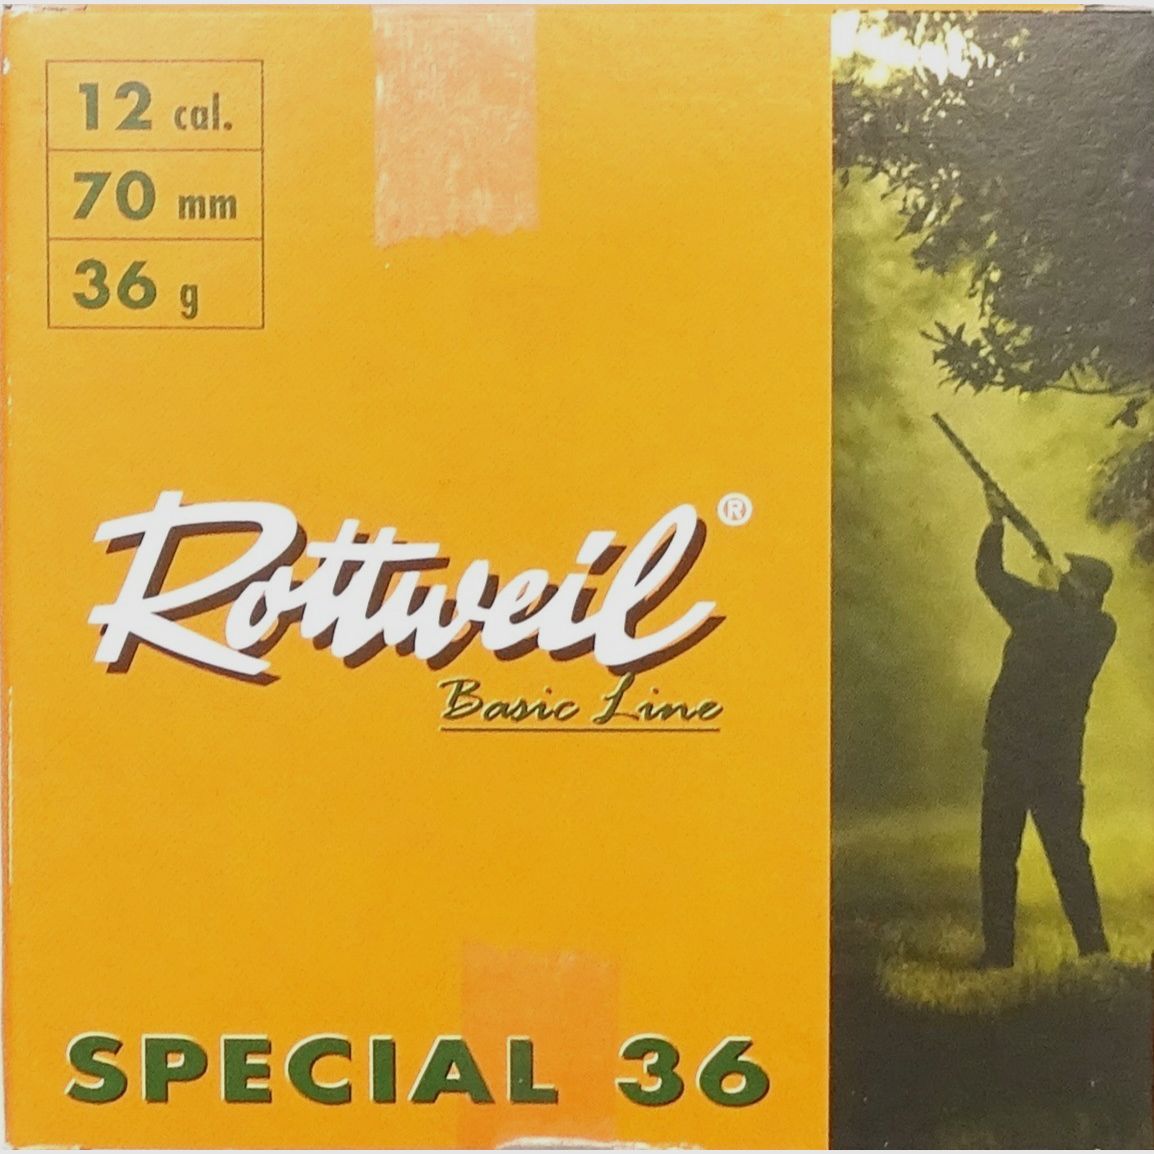 12 cal.
70 mm
36 g
Rottweil®
Basic Line
SPECIAL 36